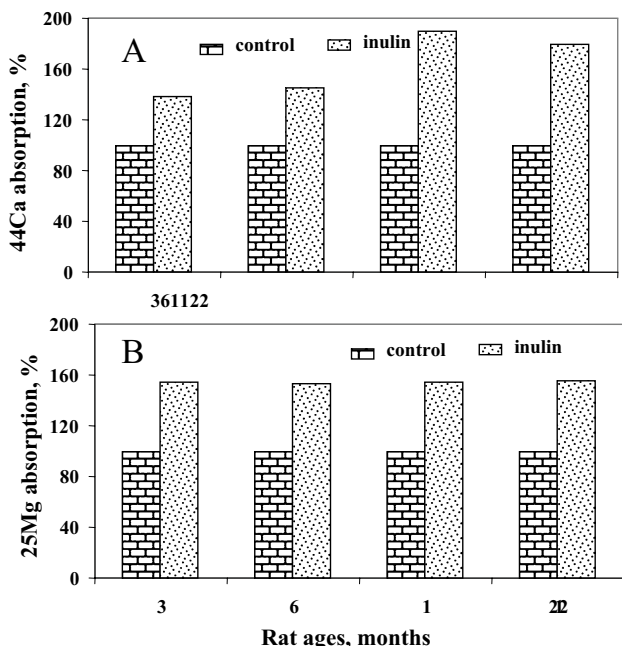 200
A
control inulin
160
120
80
40
0
44Ca absorption, %
361122
200
B
control inulin
160
120
80
40
0
25Mg absorption, %
3 6 1 22
Rat ages, months